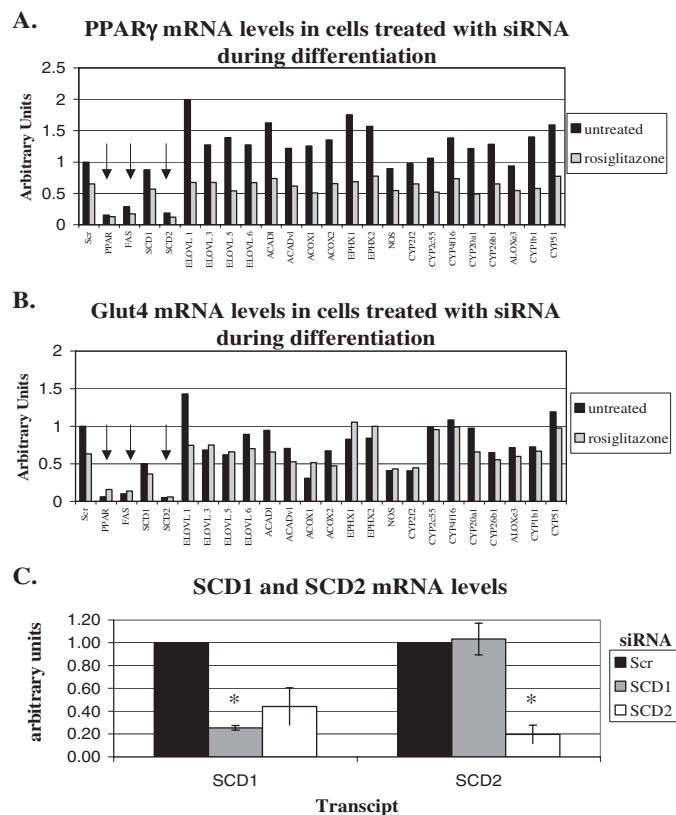 A.
PPARγ mRNA levels in cells treated with siRNA
during differentiation
Arbitrary Units
2.5
2
1.5
1
0.5
0
untreated
rosiglitazone
Scr
PPAR
FAS
SCD1
SCD2
ELOVL 1
ELOVL 3
ELOVL 5
ELOVL 6
ACADl
ACADvl
ACOX1
ACOX2
EPHX1
EPHX2
NOS
CYP2f2
CYP2c55
CYP4f16
CYP20a1
CYP26b1
ALOXe3
CYP1b1
CYP51
B.
Glut4 mRNA levels in cells treated with siRNA
during differentiation
Arbitrary Units
2
1.5
1
0.5
0
untreated
rosiglitazone
Scr
PPAR
FAS
SCD1
SCD2
ELOVL 1
ELOVL 3
ELOVL 5
ELOVL 6
ACADl
ACADvl
ACOX1
ACOX2
EPHX1
EPHX2
NOS
CYP2f2
CYP2c55
CYP4f16
CYP20a1
CYP26b1
ALOXe3
CYP1b1
CYP51
C.
SCD1 and SCD2 mRNA levels
arbitrary units
1.20
1.00
0.80
0.60
0.40
0.20
0.00
*
*
siRNA
Scr
SCD1
SCD2
SCD1
SCD2
Transcipt